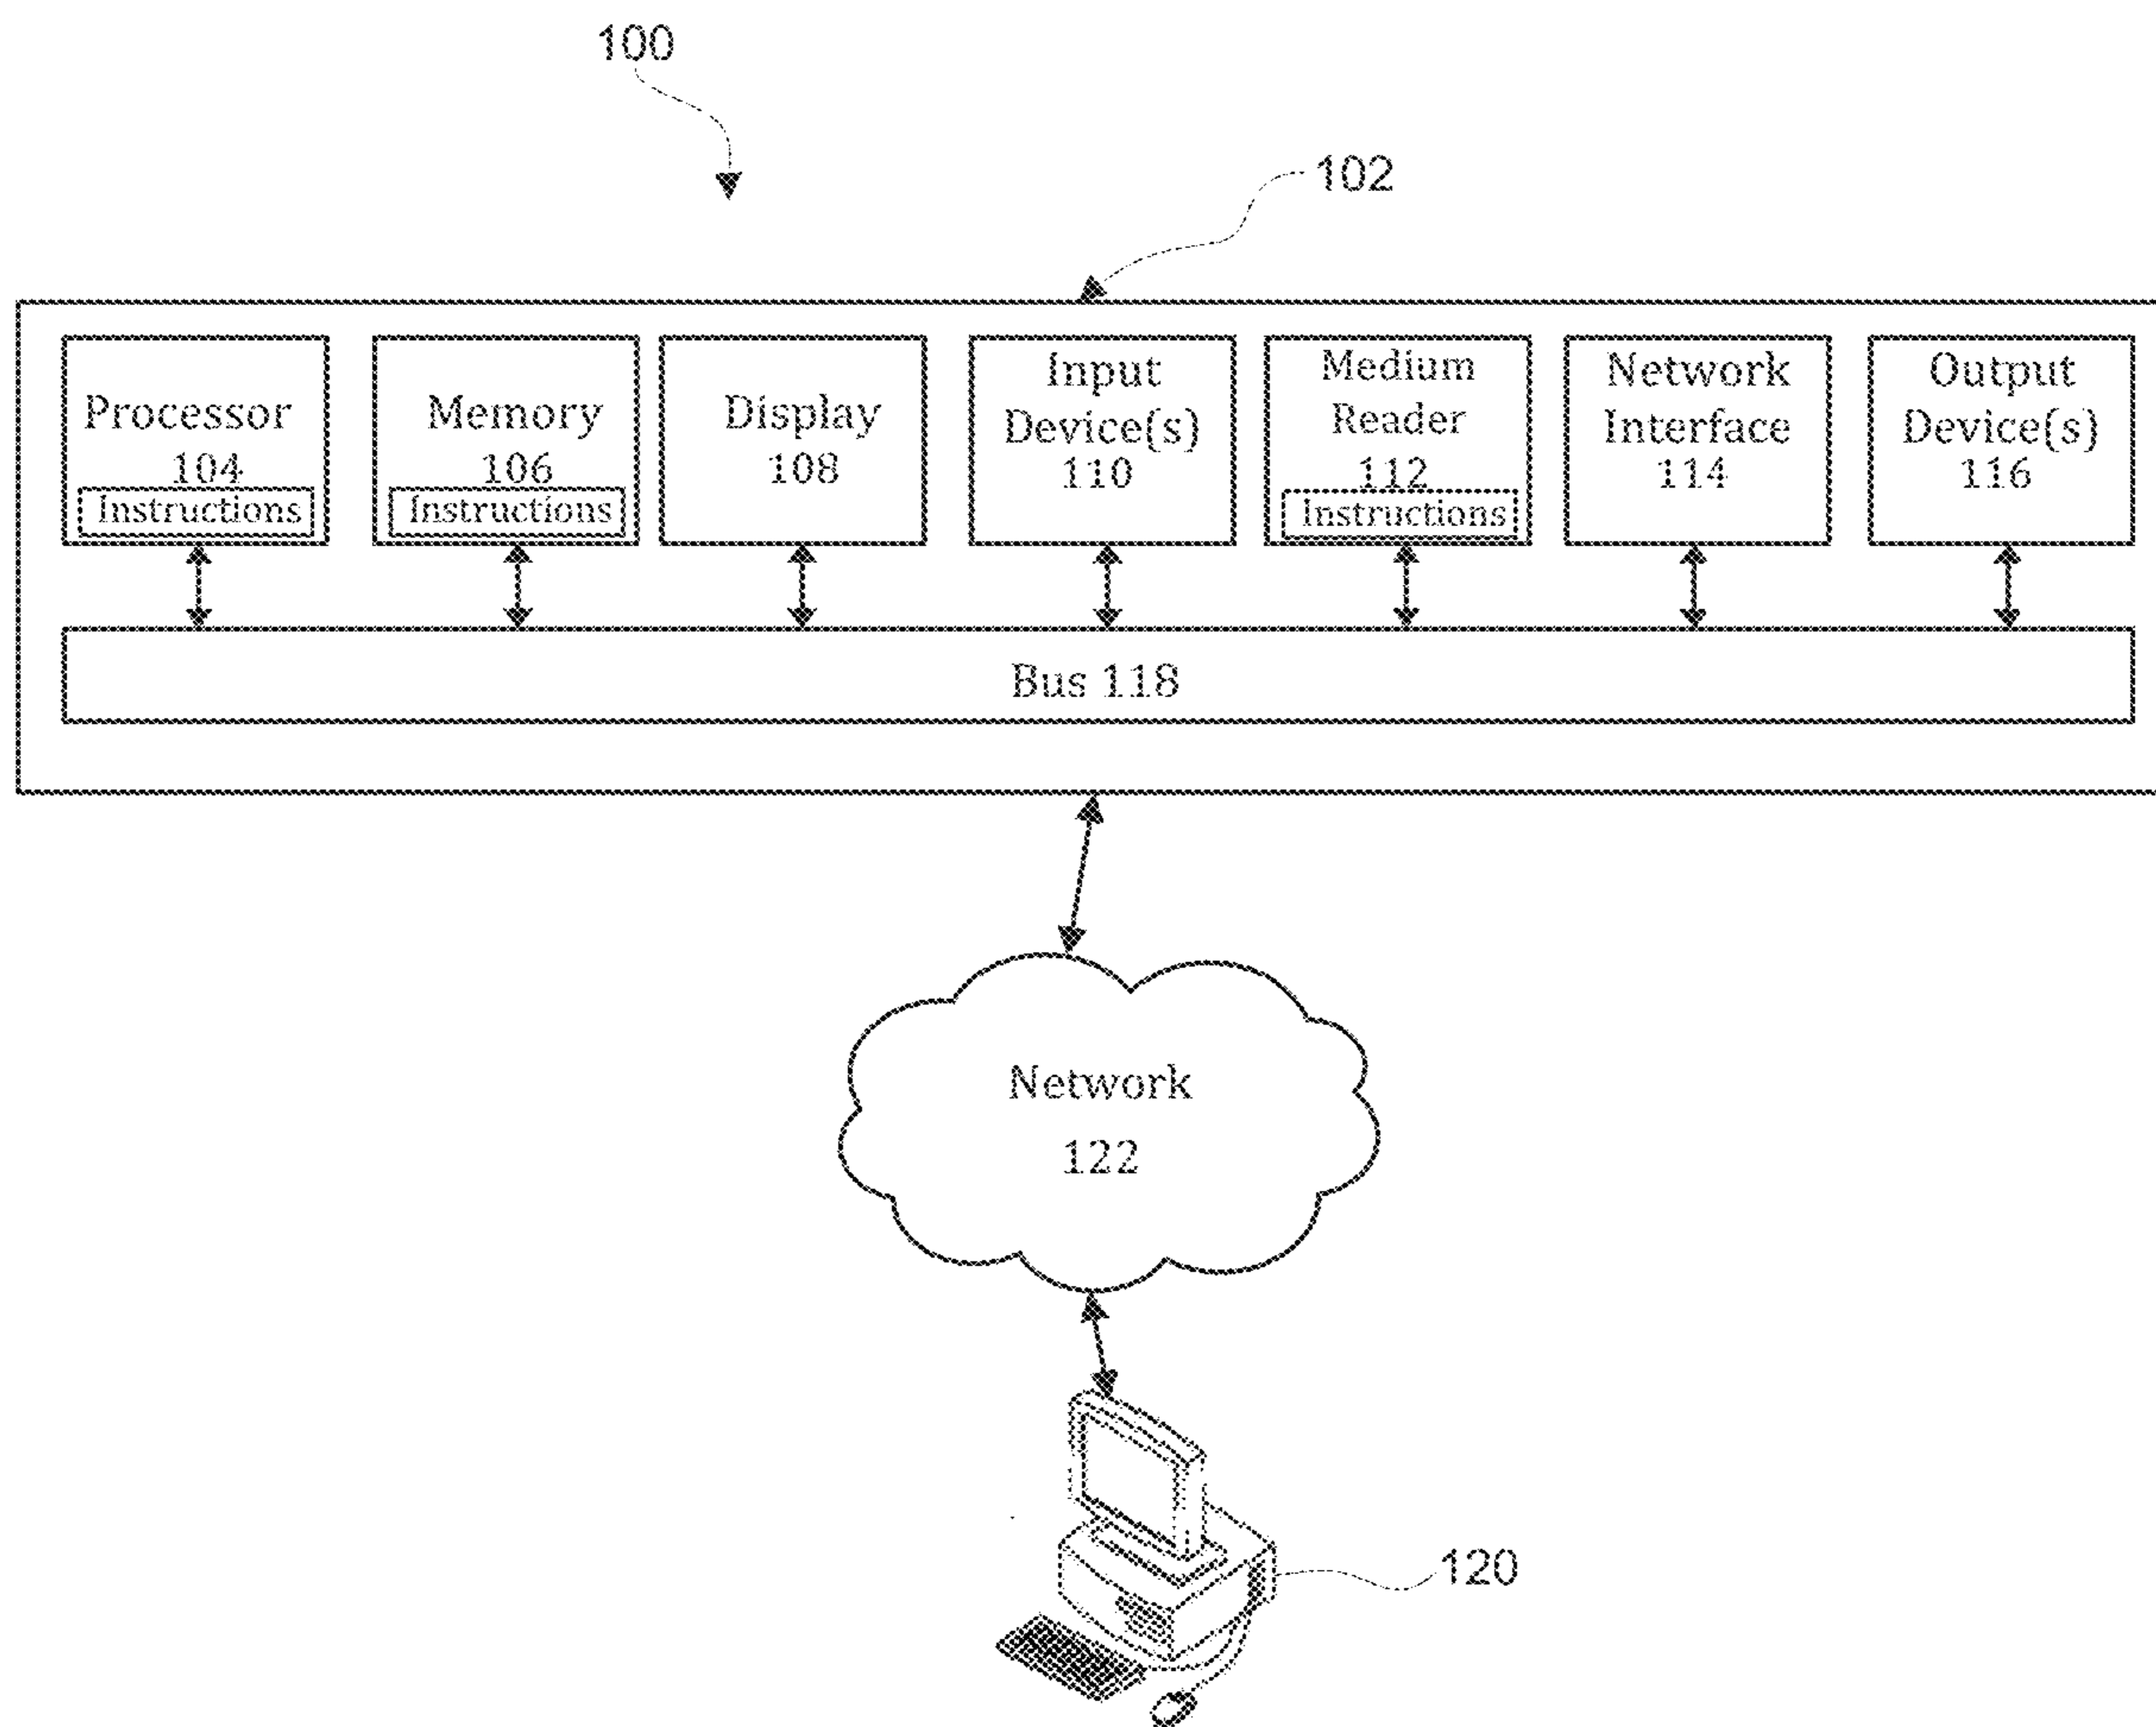 100
102
Processor
104
Instructions
Memory
106
Instructions
Display
108
Input
Device(s)
110
Medium
Reader
112
Instructions
Network
Interface
114
Output
Device(s)
116
Bus 118
Network
122
120